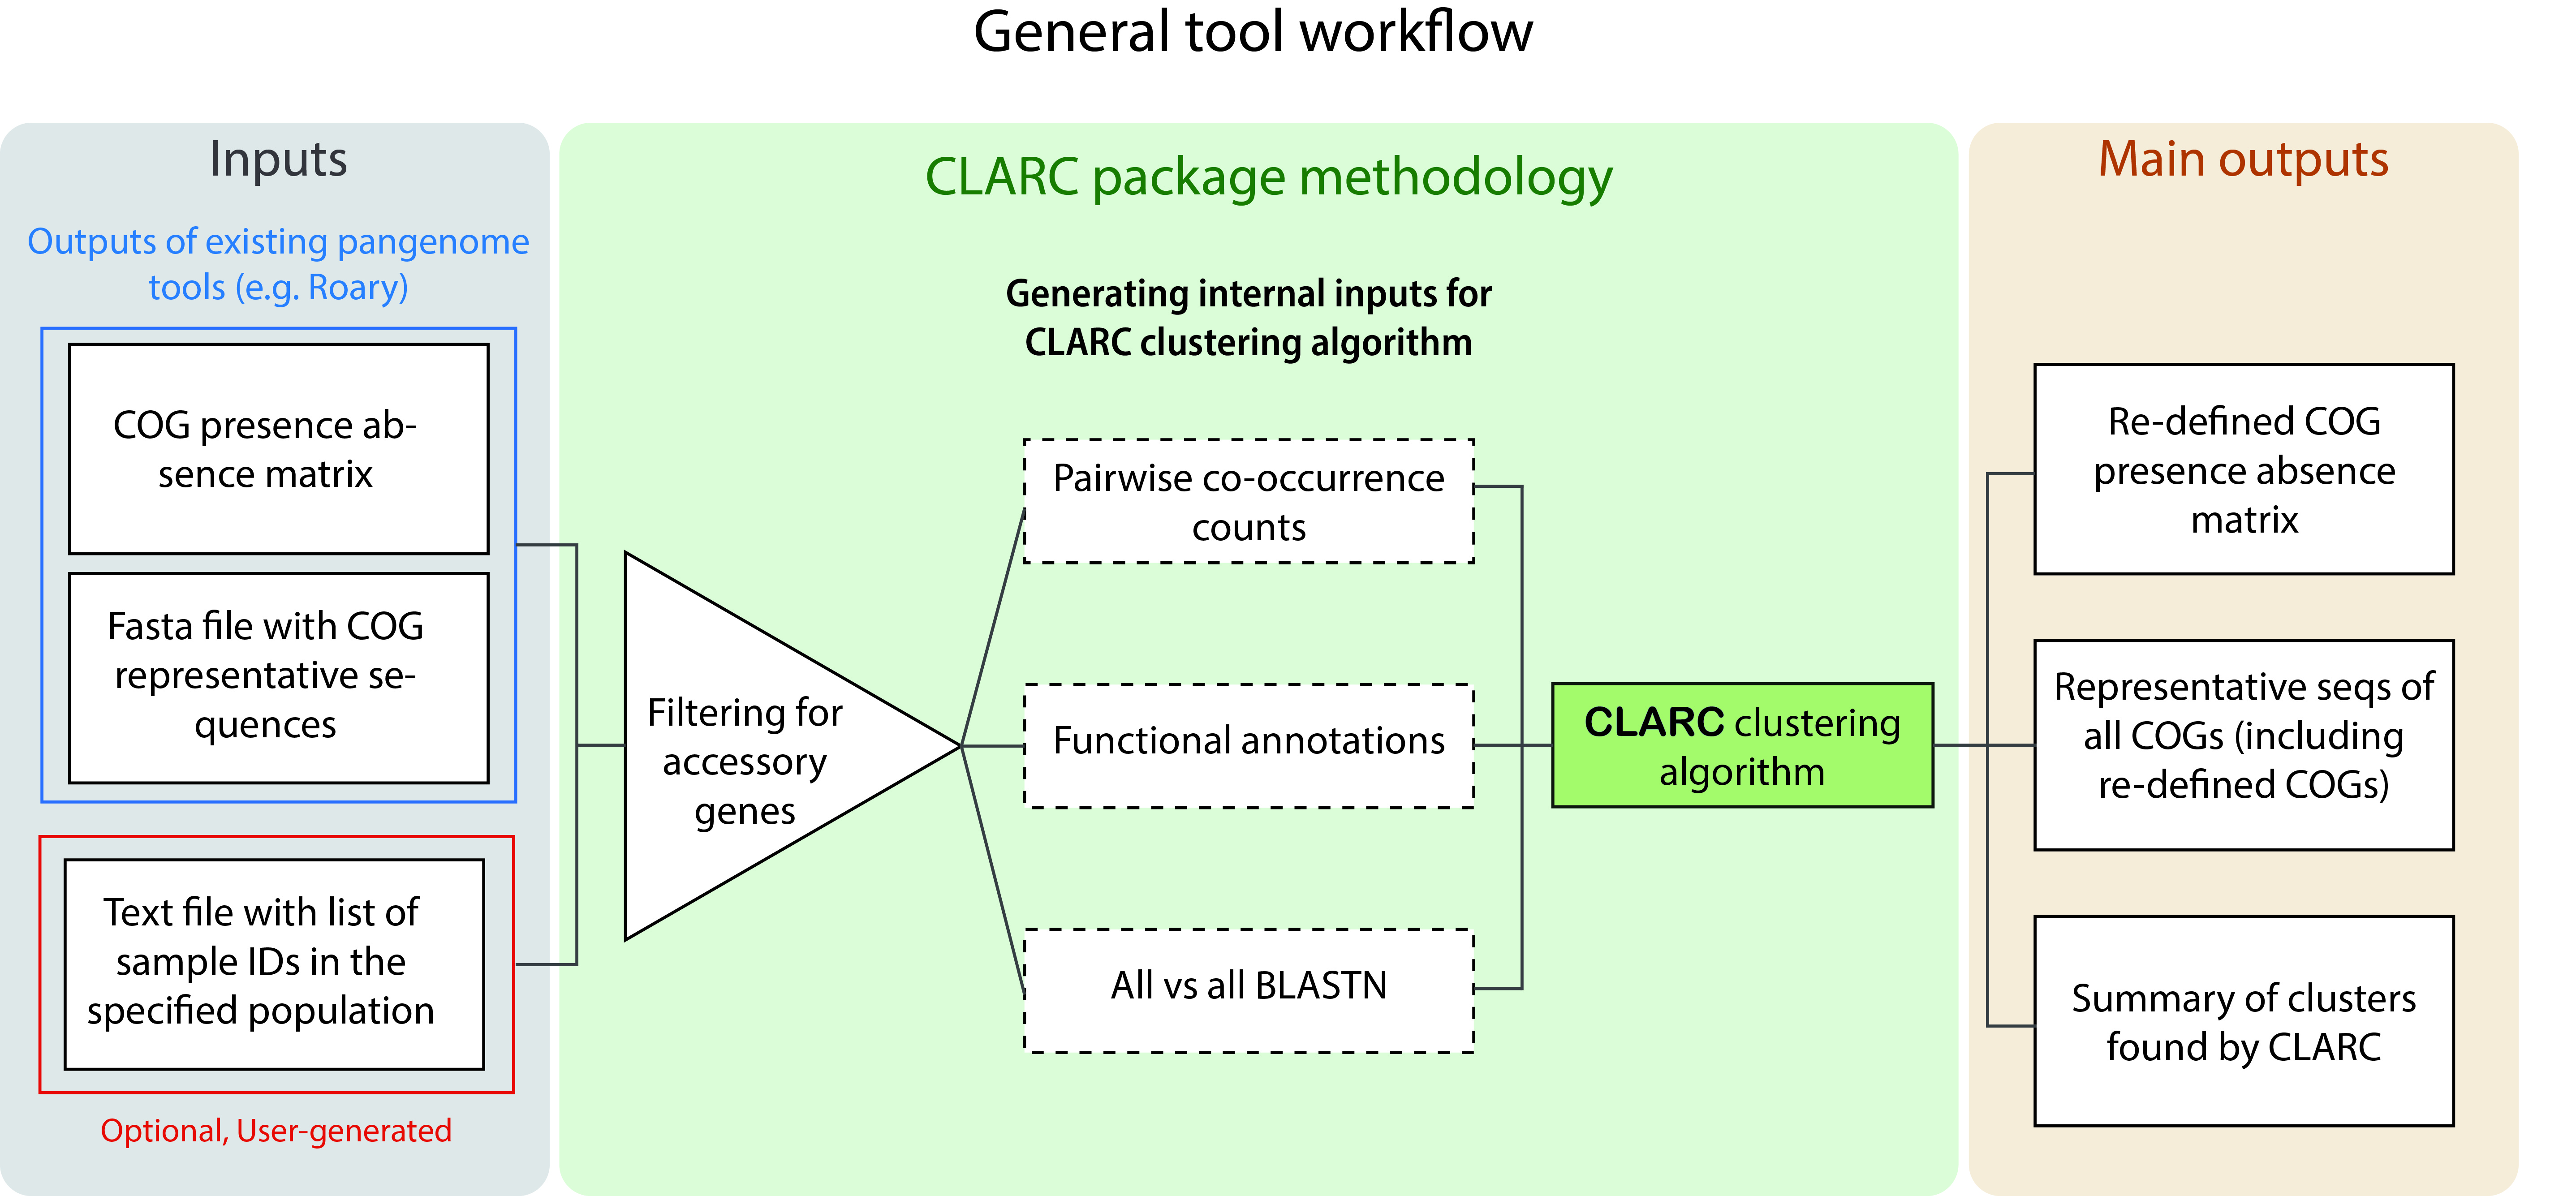 General tool workflow
Inputs
Outputs of existing pangenome
tools (e.g. Roary)
COG presence ab-
sence matrix
Fasta file with COG
representative se-
quences
Text file with list of
sample IDs in the
specified population
Optional, User-generated
CLARC package methodology
Generating internal inputs for
CLARC clustering algorithm
Filtering for
accessory
genes
Pairwise co-occurrence
counts
Functional annotations
All vs all BLASTN
CLARC clustering
algorithm
Main outputs
Re-defined COG
presence absence
matrix
Representative seqs of
all COGs (including
re-defined COGs)
Summary of clusters
found by CLARC